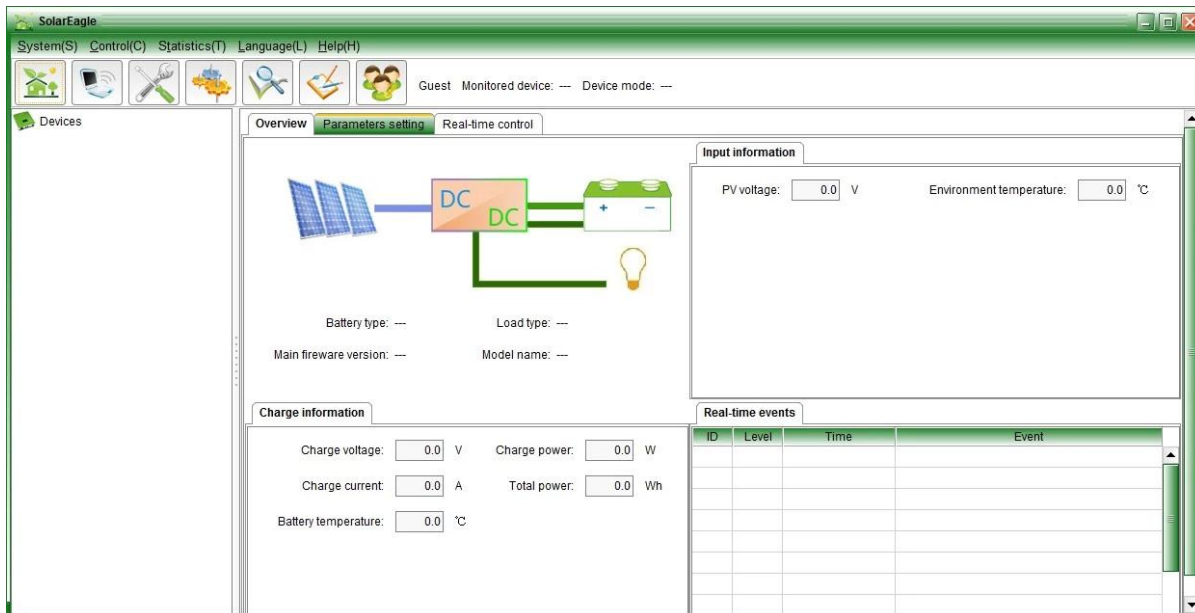 SolarEagle
System(S) Control(C) Statistics(T) Language(L) Help(H)
Guest Monitored device: --- Device mode: ---
Devices
Overview Parameters setting Real-time control
DC
DC
+ −
Battery type: --- Load type: ---
Main fireware version: --- Model name: ---
Input information
PV voltage: 0.0 V Environment temperature: 0.0 ℃
Charge information
Charge voltage: 0.0 V Charge power: 0.0 W
Charge current: 0.0 A Total power: 0.0 Wh
Battery temperature: 0.0 ℃
Real-time events
ID Level Time Event